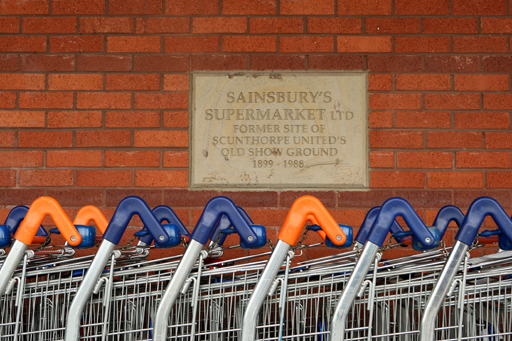 SAINSBURY'S
SUPERMARKET LTD
FORMER SITE OF
SCUNTHORPE UNITED'S
OLD SHOW GROUND
1899 - 1988